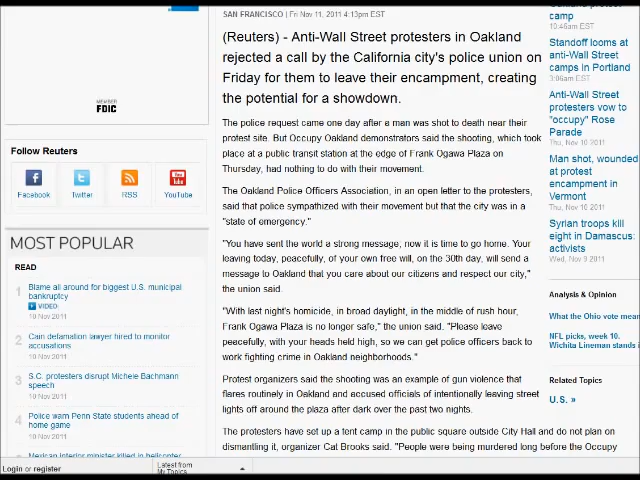 SAN FRANCISCO | Fri Nov 11, 2011 4:13pm EST
(Reuters) - Anti-Wall Street protesters in Oakland
rejected a call by the California city's police union on
Friday for them to leave their encampment, creating
the potential for a showdown.
The police request came one day after a man was shot to death near their
protest site. But Occupy Oakland demonstrators said the shooting, which took
place at a public transit station at the edge of Frank Ogawa Plaza on
Thursday, had nothing to do with their movement.
The Oakland Police Officers Association, in an open letter to the protesters,
said that police sympathized with their movement but that the city was in a
"state of emergency."
"You have sent the world a strong message, now it is time to go home. Your
leaving today, peacefully, of your own free will, on the 30th day, will send a
message to Oakland that you care about our citizens and respect our city,"
the union said.
"With last night's homicide, in broad daylight, in the middle of rush hour,
Frank Ogawa Plaza is no longer safe," the union said. "Please leave
peacefully, with your heads held high, so we can get police officers back to
work fighting crime in Oakland neighborhoods."
Protest organizers said the shooting was an example of gun violence that
flares routinely in Oakland and accused officials of intentionally leaving street
lights off around the plaza after dark over the past two nights.
The protesters have set up a tent camp in the public square outside City Hall and do not plan on
dismantling it, organizer Cat Brooks said. "People were being murdered long before the Occupy
MEMBER
FDIC
Follow Reuters
Facebook
Twitter
RSS
You Tube
YouTube
MOST POPULAR
READ
1
Blame all around for biggest U.S. municipal
bankruptcy
VIDEO
10 Nov 2011
2
Cain defamation lawyer hired to monitor
accusations
10 Nov 2011
3
S.C. protesters disrupt Michele Bachmann
speech
10 Nov 2011
4
Police warn Penn State students ahead of
home game
10 Nov 2011
Mexican interior minister killed in helicopter
camp
10:46am EST
Standoff looms at
anti-Wall Street
camps in Portland
3:06am EST
Anti-Wall Street
protesters vow to
"occupy" Rose
Parade
Thu, Nov 10 2011
Man shot, wounded
at protest
encampment in
Vermont
Thu, Nov 10 2011
Syrian troops kill
eight in Damascus:
activists
Wed, Nov 9 2011
Analysis & Opinion
What the Ohio vote mean
NFL picks, week 10.
Wichita Lineman stands i
Related Topics
U.S. »
Login or register
Latest from
My Topics